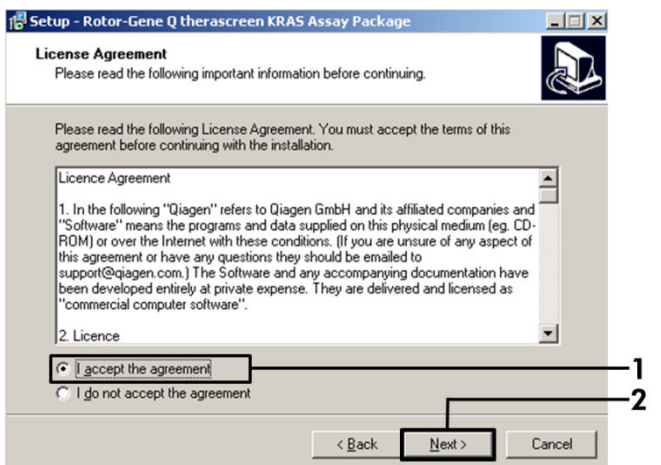 Setup - Rotor-Gene Q therascreen KRAS Assay Package
License Agreement
Please read the following important information before continuing.
Please read the following License Agreement. You must accept the terms of this
agreement before continuing with the installation.
Licence Agreement
1. In the following "Qiagen" refers to Qiagen GmbH and its affiliated companies and
"Software" means the programs and data supplied on this physical medium (eg. CD-
ROM) or over the Internet with these conditions. (If you are unsure of any aspect of
this agreement or have any questions they should be emailed to
support@qiagen.com.) The Software and any accompanying documentation have
been developed entirely at private expense. They are delivered and licensed as
"commercial computer software".
2. Licence
I accept the agreement
1
I do not accept the agreement
2
< Back
Next >
Cancel